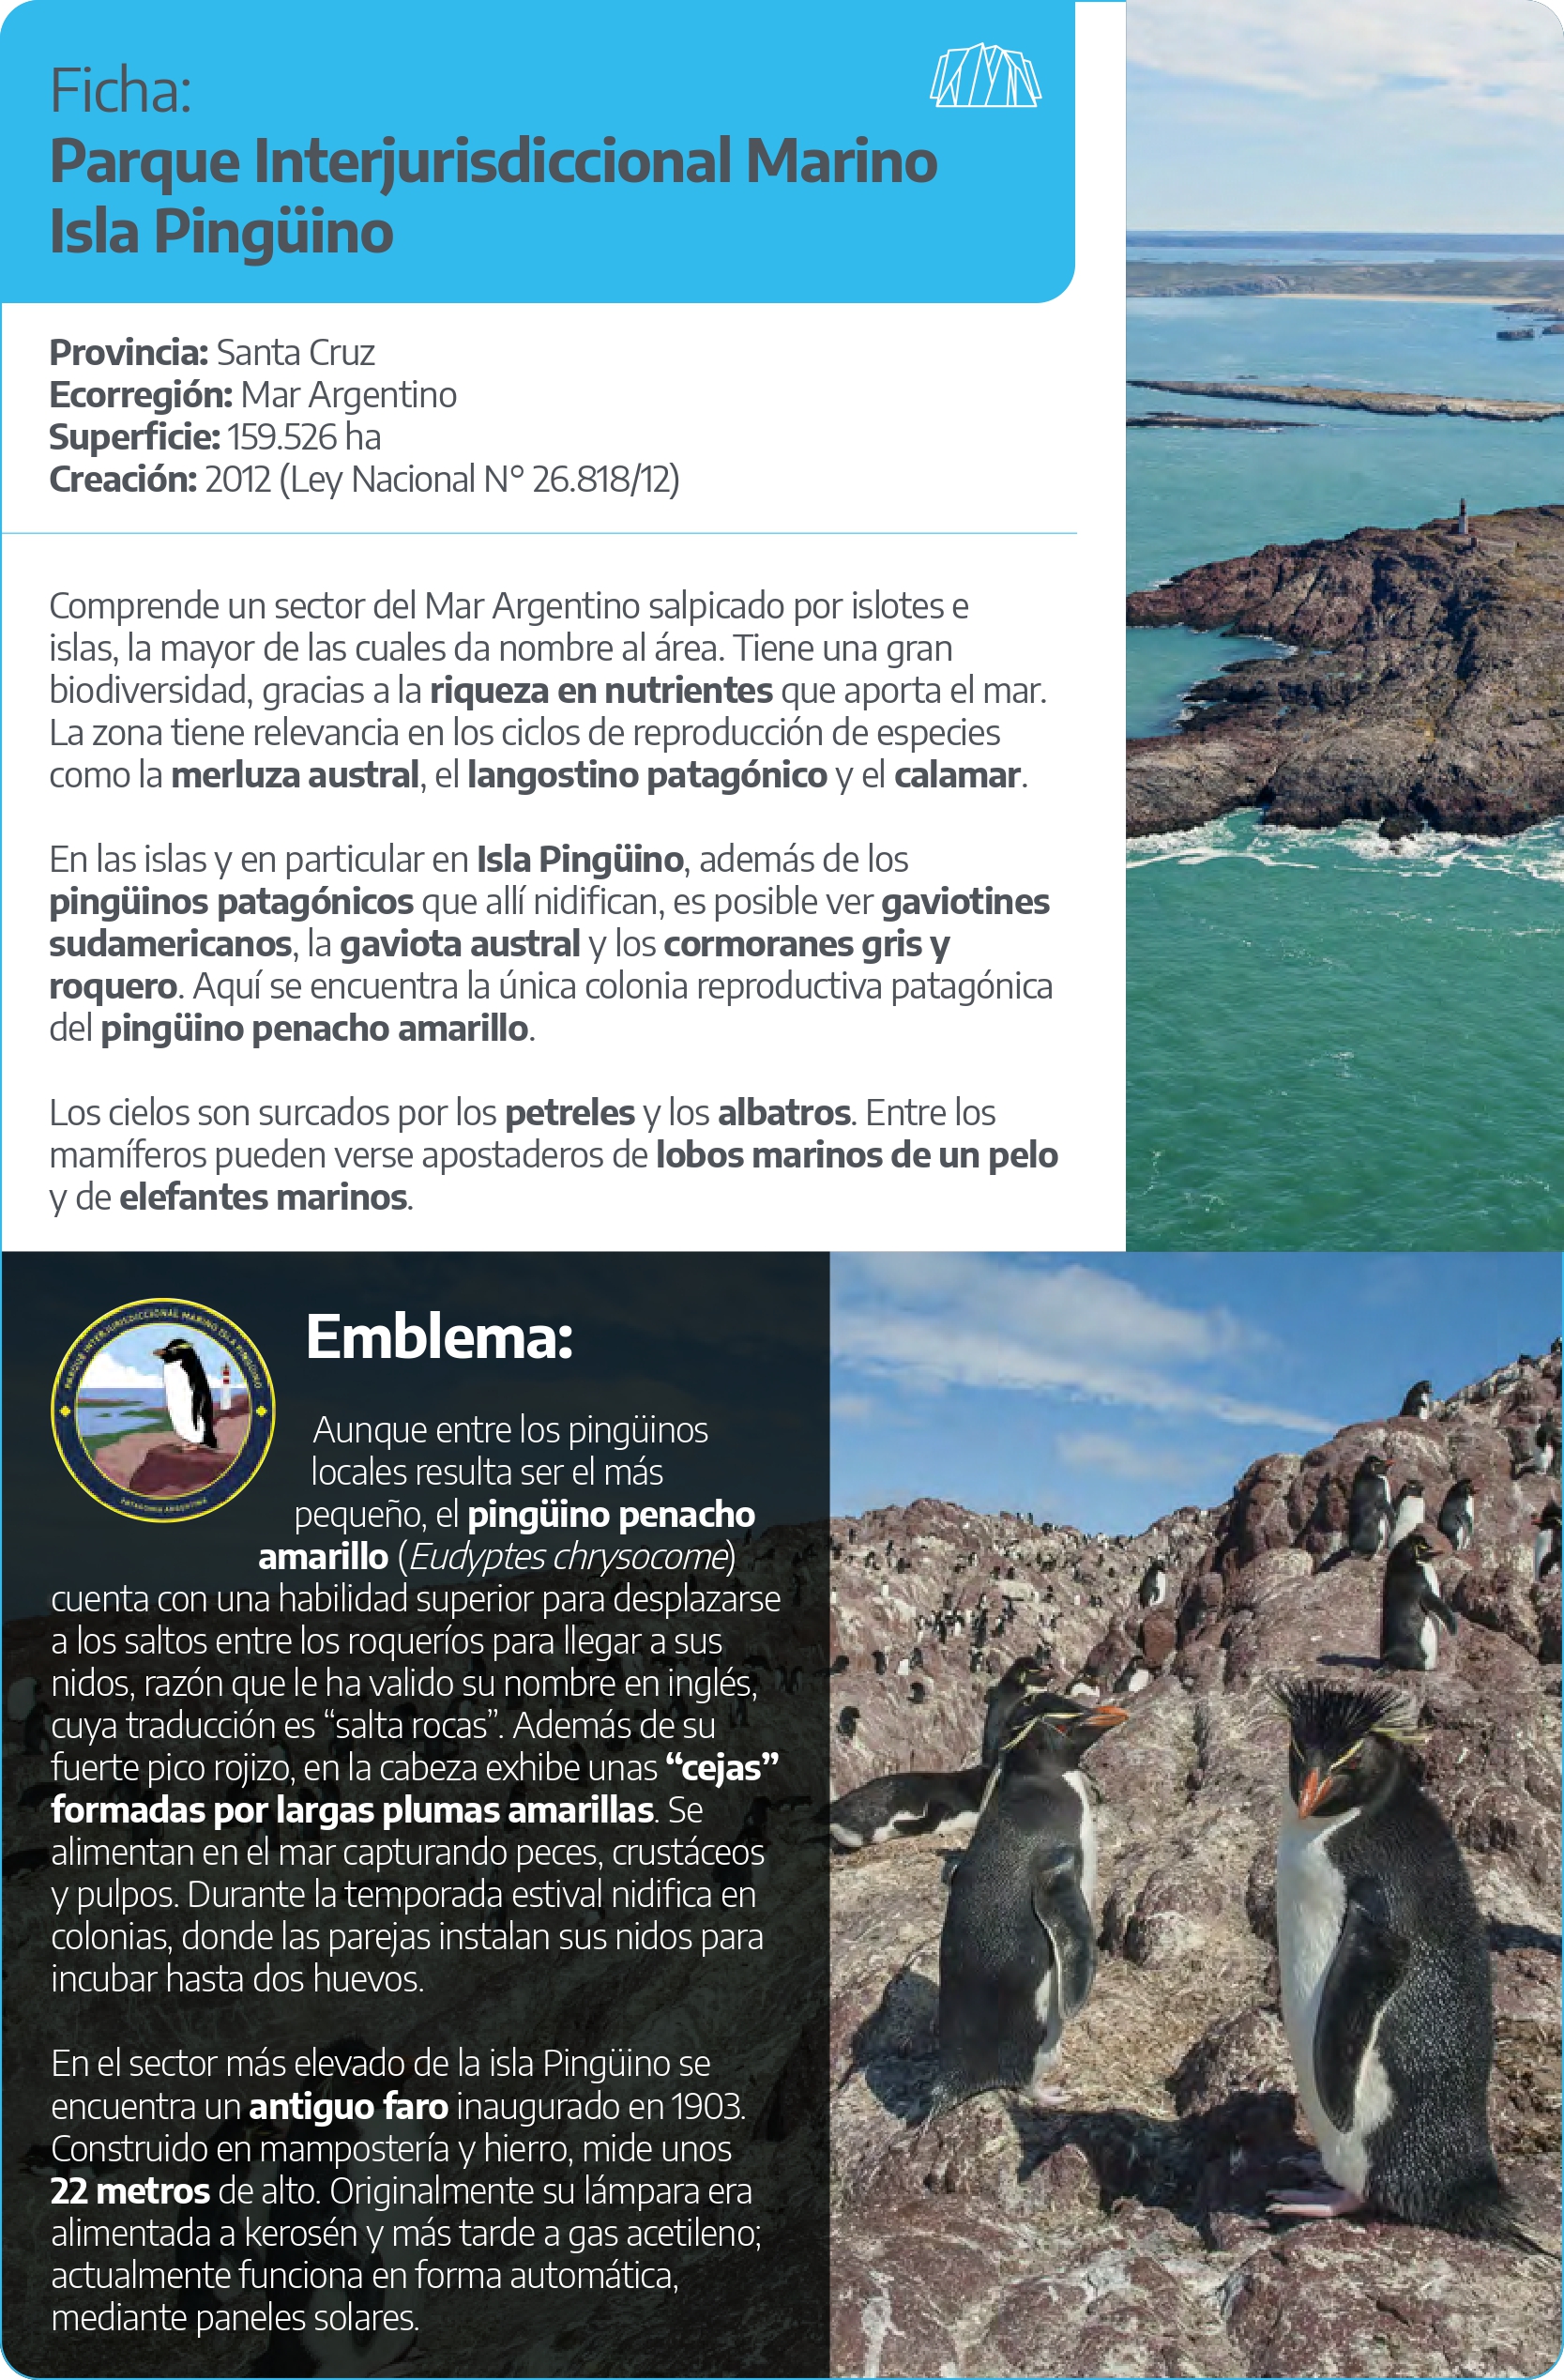 Ficha:
Parque Interjurisdiccional Marino
Isla Pingüino
Provincia: Santa Cruz
Ecorregión: Mar Argentino
Superficie: 159.526 ha
Creación: 2012 (Ley Nacional N° 26.818/12)
Comprende un sector del Mar Argentino salpicado por islotes e
islas, la mayor de las cuales da nombre al área. Tiene una gran
biodiversidad, gracias a la riqueza en nutrientes que aporta el mar.
La zona tiene relevancia en los ciclos de reproducción de especies
como la merluza austral, el langostino patagónico y el calamar.
En las islas y en particular en Isla Pingüino, además de los
pingüinos patagónicos que allí nidifican, es posible ver gaviotines
sudamericanos, la gaviota austral y los cormoranes gris y
roquero. Aquí se encuentra la única colonia reproductiva patagónica
del pingüino penacho amarillo.
Los cielos son surcados por los petreles y los albatros. Entre los
mamíferos pueden verse apostaderos de lobos marinos de un pelo
y de elefantes marinos.
PARQUE INTERJURISDICCIONAL MARINO ISLA PINGÜINO
PATAGONIA ARGENTINA
Emblema:
Aunque entre los pingüinos
locales resulta ser el más
pequeño, el pingüino penacho
amarillo (Eudyptes chrysocome)
cuenta con una habilidad superior para desplazarse
a los saltos entre los roqueríos para llegar a sus
nidos, razón que le ha valido su nombre en inglés,
cuya traducción es “salta rocas”. Además de su
fuerte pico rojizo, en la cabeza exhibe unas “cejas”
formadas por largas plumas amarillas. Se
alimentan en el mar capturando peces, crustáceos
y pulpos. Durante la temporada estival nidifica en
colonias, donde las parejas instalan sus nidos para
incubar hasta dos huevos.
En el sector más elevado de la isla Pingüino se
encuentra un antiguo faro inaugurado en 1903.
Construido en mampostería y hierro, mide unos
22 metros de alto. Originalmente su lámpara era
alimentada a kerosén y más tarde a gas acetileno;
actualmente funciona en forma automática,
mediante paneles solares.